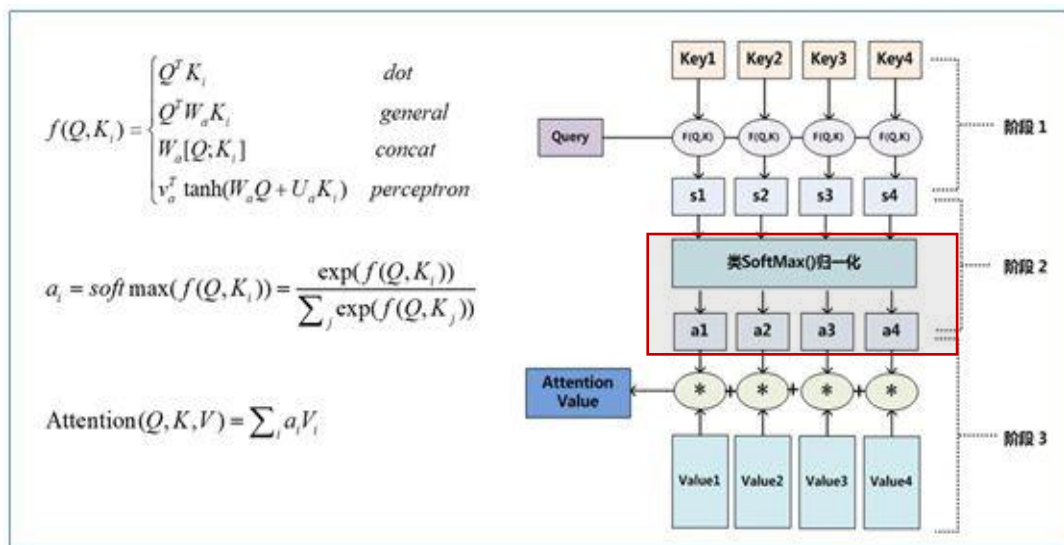 f(Q,K_i) = { Q^T K_i dot
Q^T W_a K_i general
W_a[Q;K_i] concat
v_a^T tanh(W_a Q + U_a K_i) perceptron
a_i = soft max(f(Q,K_i)) = exp(f(Q,K_i)) / ∑_j exp(f(Q,K_j))
Attention(Q,K,V) = ∑_i a_i V_i
Key1 Key2 Key3 Key4
阶段 1
Query F(Q,K) F(Q,K) F(Q,K) F(Q,K)
s1 s2 s3 s4
类SoftMax()归一化
阶段 2
a1 a2 a3 a4
Attention
Value
* + * + * + *
阶段 3
Value1 Value2 Value3 Value4